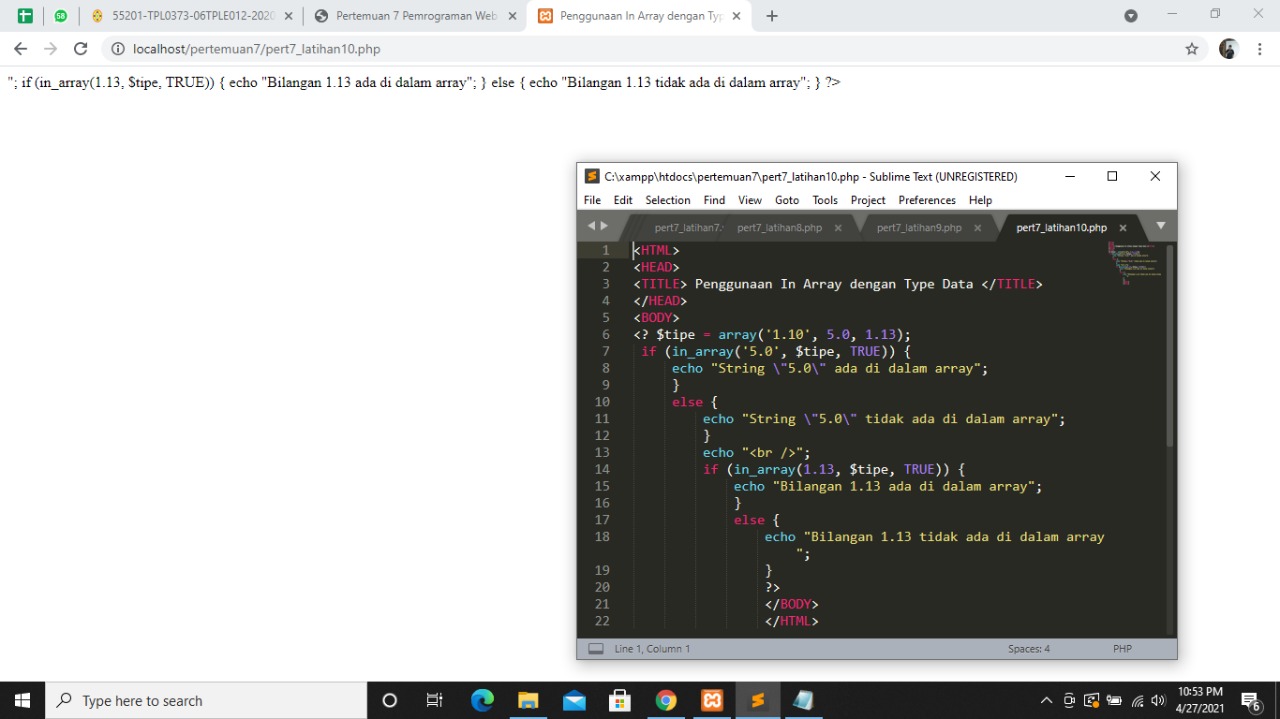 55201-TPL0373-06TPLE012-2020
Pertemuan 7 Pemrograman Web
Penggunaan In Array dengan Tip
localhost/pertemuan7/pert7_latihan10.php
"; if (in_array(1.13, $tipe, TRUE)) { echo "Bilangan 1.13 ada di dalam array"; } else { echo "Bilangan 1.13 tidak ada di dalam array"; } ?>
C:\xampp\htdocs\pertemuan7\pert7_latihan10.php - Sublime Text (UNREGISTERED)
File Edit Selection Find View Goto Tools Project Preferences Help
pert7_latihan7. pert7_latihan8.php pert7_latihan9.php pert7_latihan10.php
1 <HTML>
2 <HEAD>
3 <TITLE> Penggunaan In Array dengan Type Data </TITLE>
4 </HEAD>
5 <BODY>
6 <? $tipe = array('1.10', 5.0, 1.13);
7 if (in_array('5.0', $tipe, TRUE)) {
8 echo "String \"5.0\" ada di dalam array";
9 }
10 else {
11 echo "String \"5.0\" tidak ada di dalam array";
12 }
13 echo "<br />";
14 if (in_array(1.13, $tipe, TRUE)) {
15 echo "Bilangan 1.13 ada di dalam array";
16 }
17 else {
18 echo "Bilangan 1.13 tidak ada di dalam array
";
19 }
20 ?>
21 </BODY>
22 </HTML>
Line 1, Column 1 Spaces: 4 PHP
Type here to search
10:53 PM
4/27/2021
6